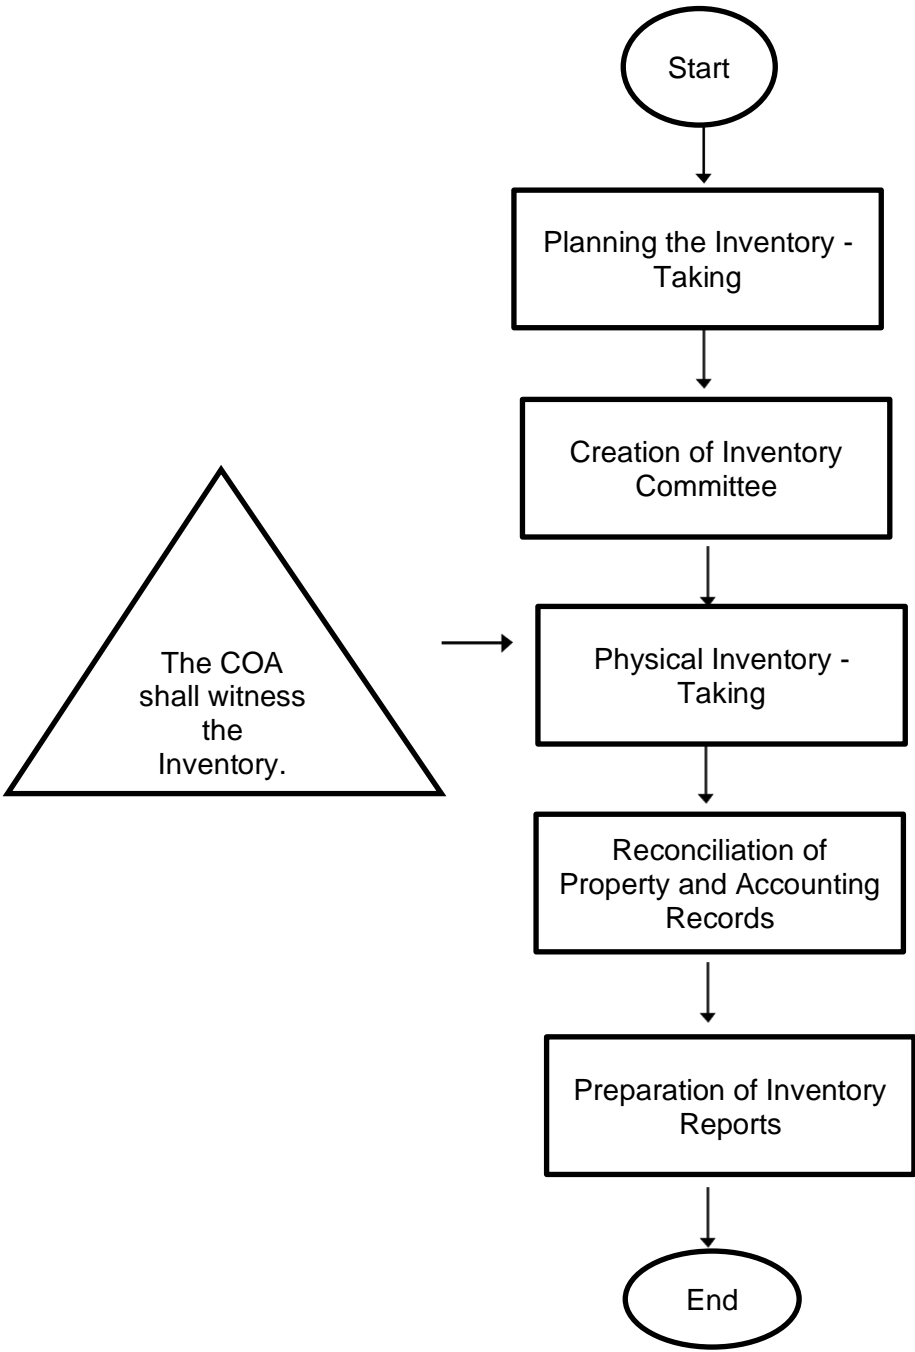 Start
Planning the Inventory -
Taking
Creation of Inventory
Committee
The COA
shall witness
the
Inventory.
Physical Inventory -
Taking
Reconciliation of
Property and Accounting
Records
Preparation of Inventory
Reports
End